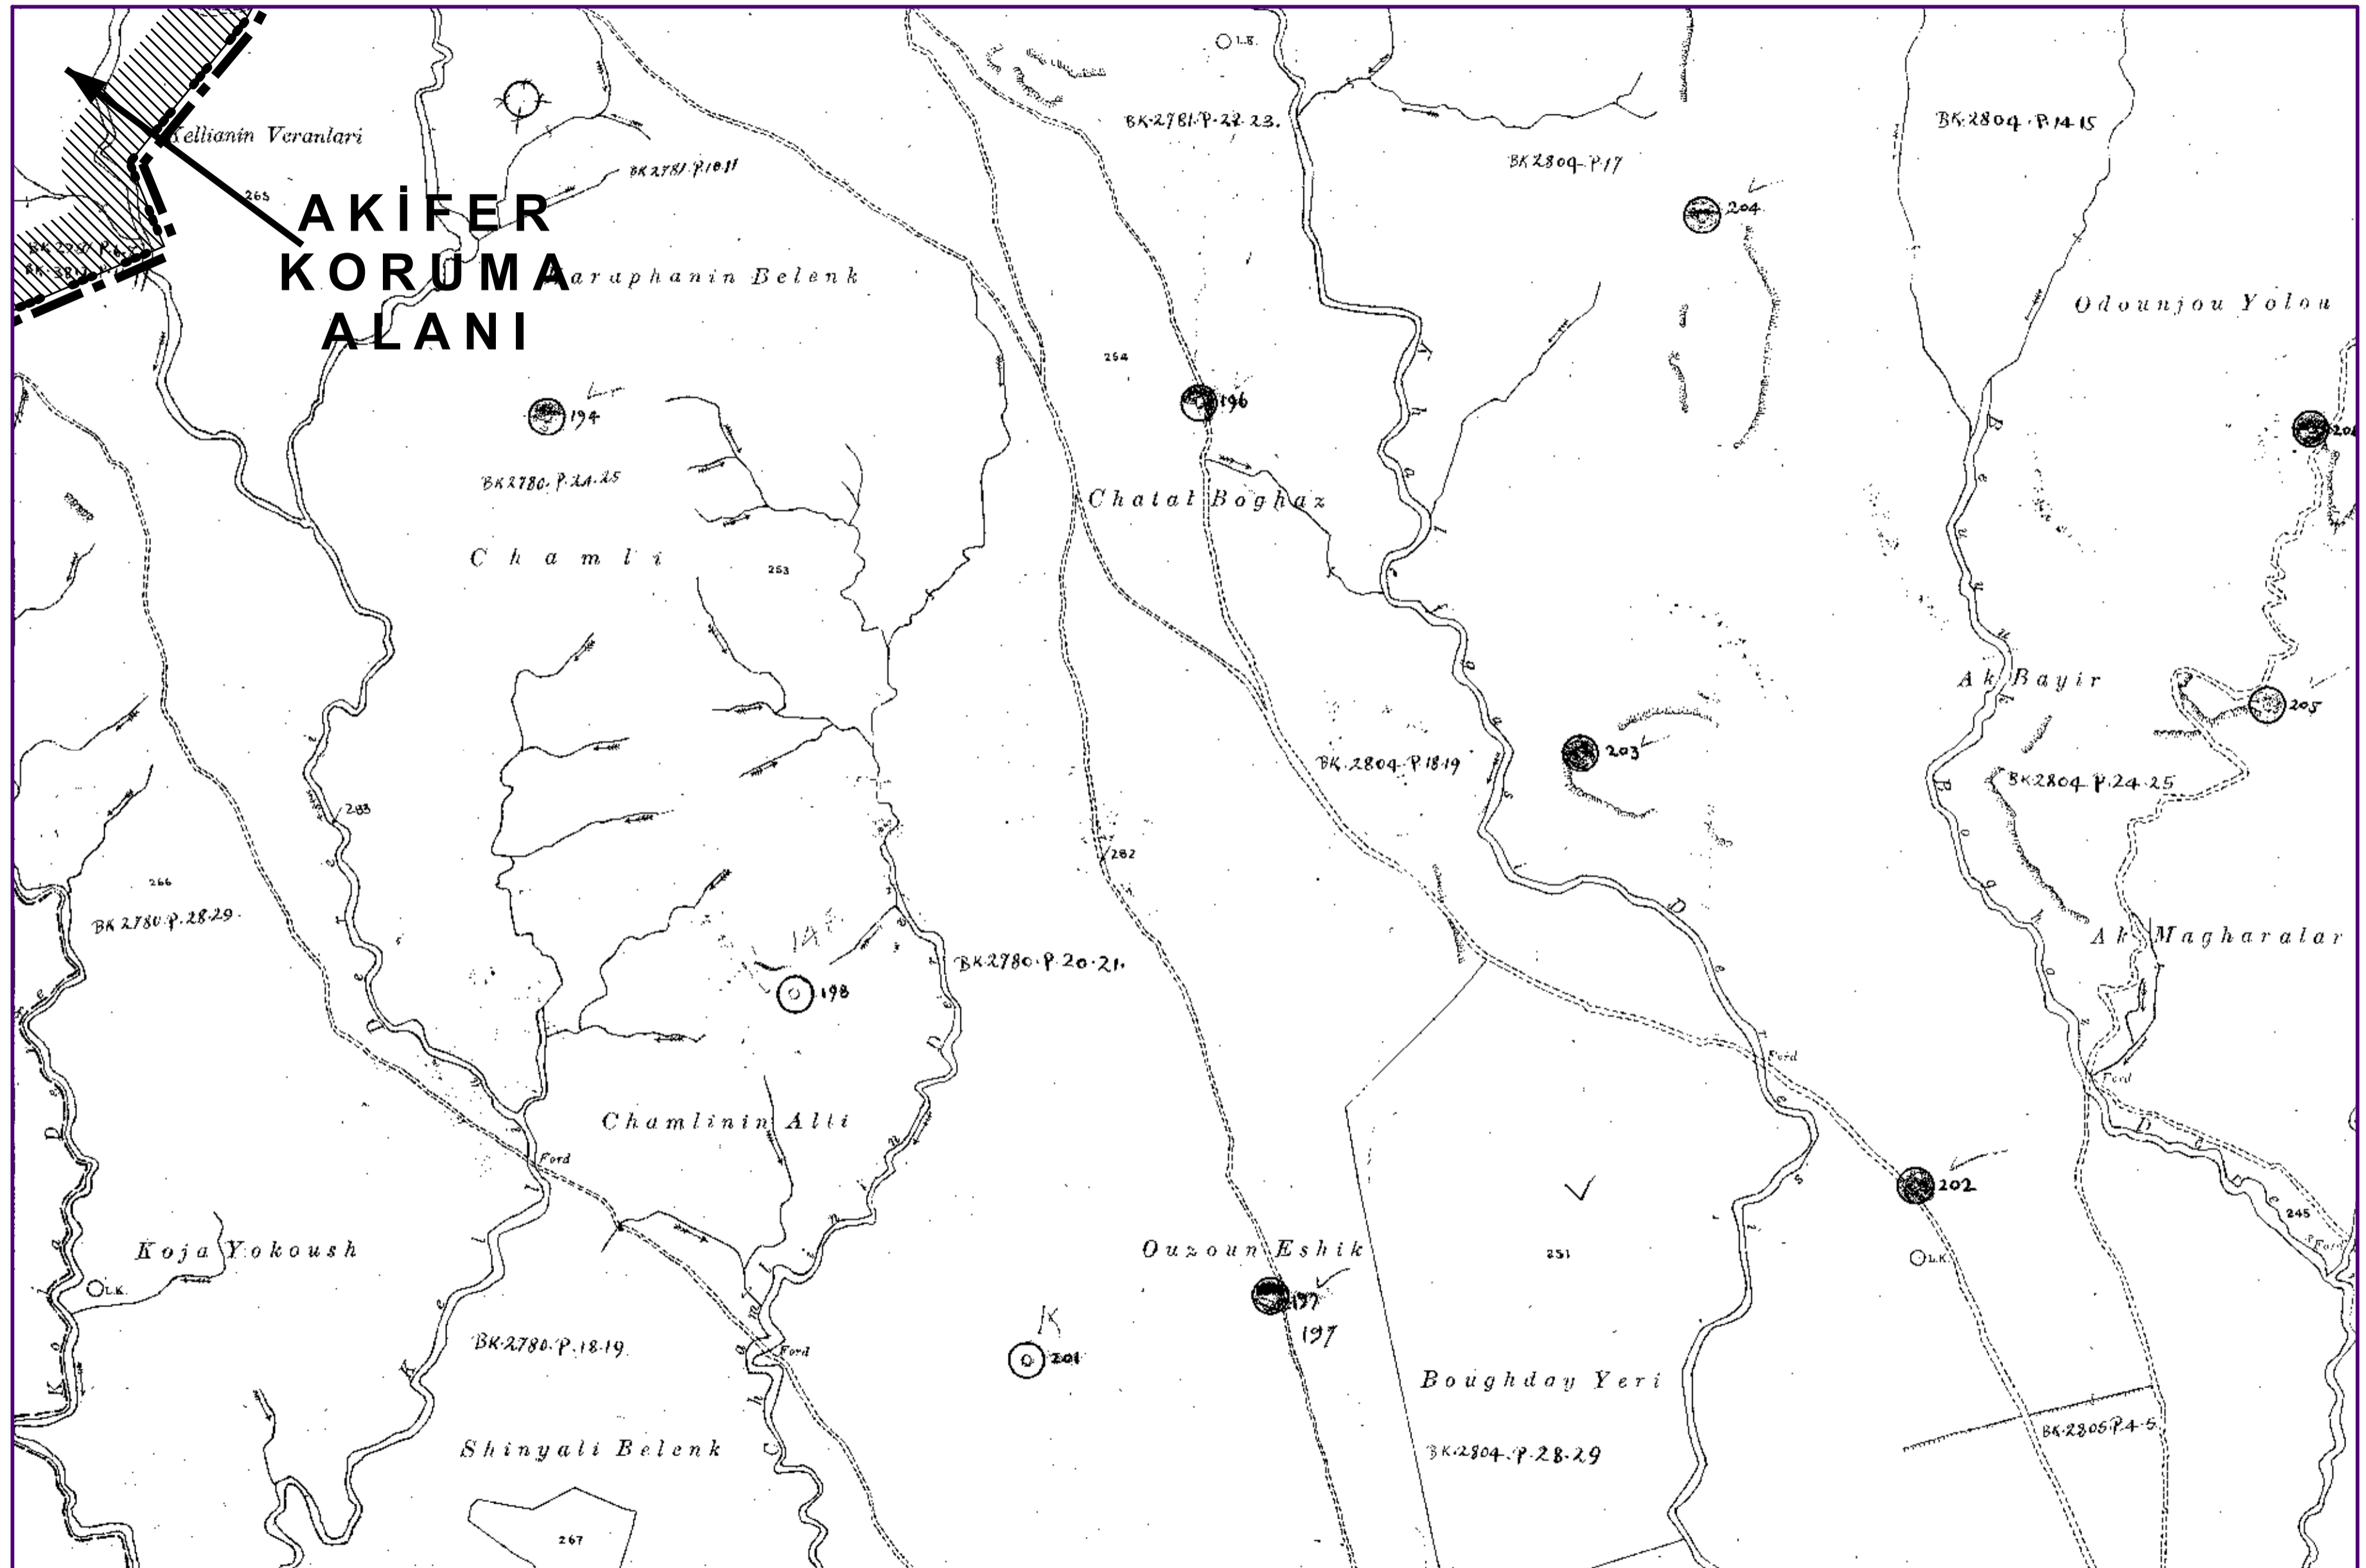 L.K.
BK·2781·P·22·23.
BK·2804·P·14·15
Kellianin Veranlari
BK 2781·P·10·11
BK 2804·P·17
265
AKİFER
KORUMA
ALANI
204
Karaphanin Belenk
Odounjou Yolou
264
194
196
BK2780·P·24·25
Chatal Boghaz
Chamli
263
Ak Bayir
205
203
BK·2804·P·18·19
BK·2804·P·24·25
283
282
266
BK 2780·P·28·29.
Ak Magharalar
BK·2780·P·20·21.
198
Ford
Ford
Chamlinin Alti
Ford
202
245
Ford
Koja Yokoush
Ouzoun Eshik
251
L.K.
L.K.
197
197
BK·2780·P·18·19.
Ford
201
Boughday Yeri
BK·2805·P·4·5
Shinyali Belenk
BK·2804·P·28·29
267